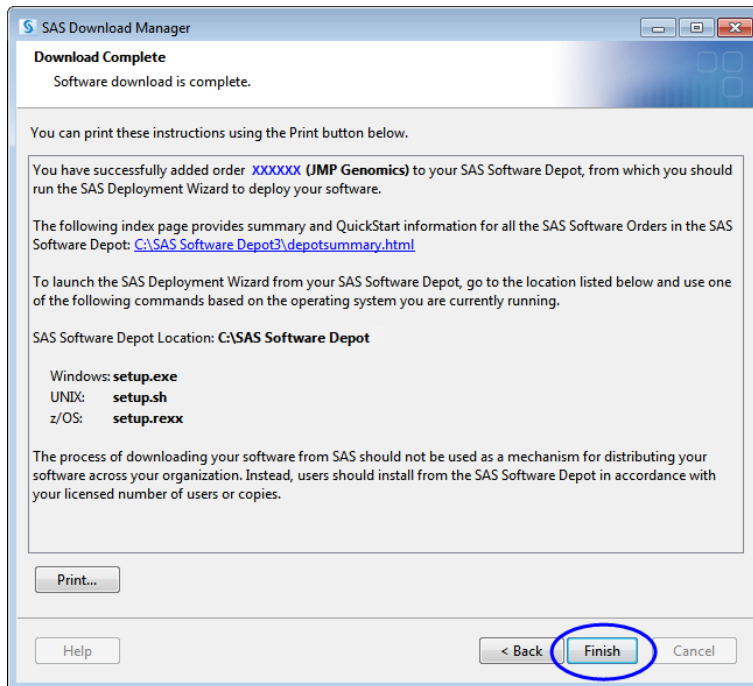 SAS Download Manager
Download Complete
Software download is complete.
You can print these instructions using the Print button below.
You have successfully added order XXXXXX (JMP Genomics) to your SAS Software Depot, from which you should
run the SAS Deployment Wizard to deploy your software.
The following index page provides summary and QuickStart information for all the SAS Software Orders in the SAS
Software Depot: C:\SAS Software Depot3\depotsummary.html
To launch the SAS Deployment Wizard from your SAS Software Depot, go to the location listed below and use one
of the following commands based on the operating system you are currently running.
SAS Software Depot Location: C:\SAS Software Depot
Windows: setup.exe
UNIX: setup.sh
z/OS: setup.rexx
The process of downloading your software from SAS should not be used as a mechanism for distributing your
software across your organization. Instead, users should install from the SAS Software Depot in accordance with
your licensed number of users or copies.
Print...
Help < Back Finish Cancel